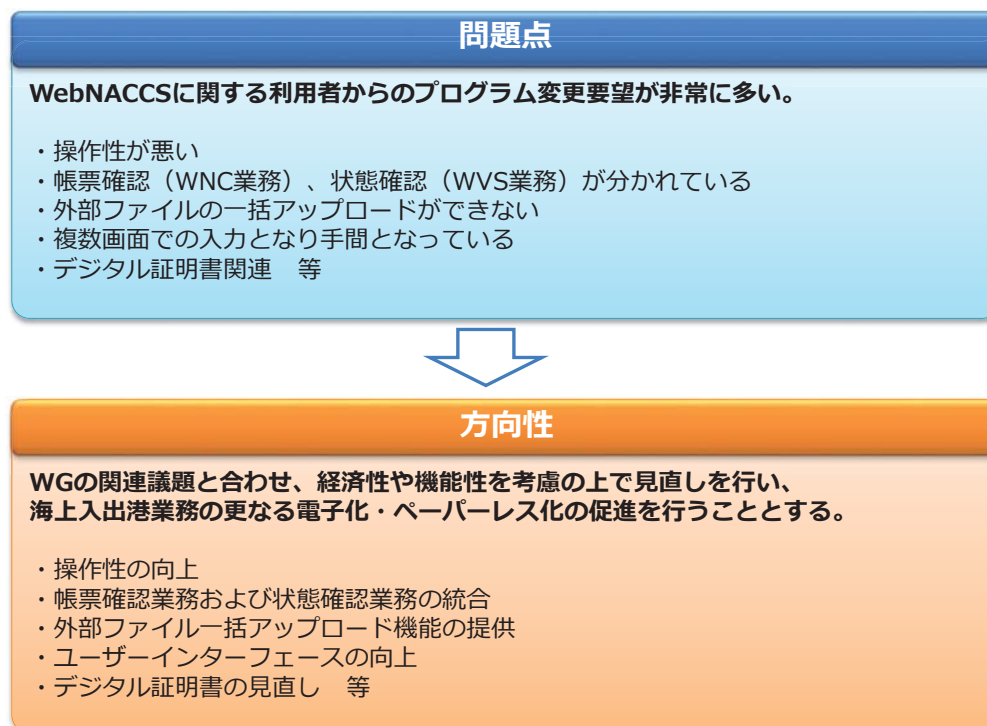 問題点
WebNACCSに関する利用者からのプログラム変更要望が非常に多い。
・操作性が悪い
・帳票確認（WNC業務）、状態確認（WVS業務）が分かれている
・外部ファイルの一括アップロードができない
・複数画面での入力となり手間となっている
・デジタル証明書関連　等
方向性
WGの関連議題と合わせ、経済性や機能性を考慮の上で見直しを行い、
海上入出港業務の更なる電子化・ペーパーレス化の促進を行うこととする。
・操作性の向上
・帳票確認業務および状態確認業務の統合
・外部ファイル一括アップロード機能の提供
・ユーザーインターフェースの向上
・デジタル証明書の見直し　等